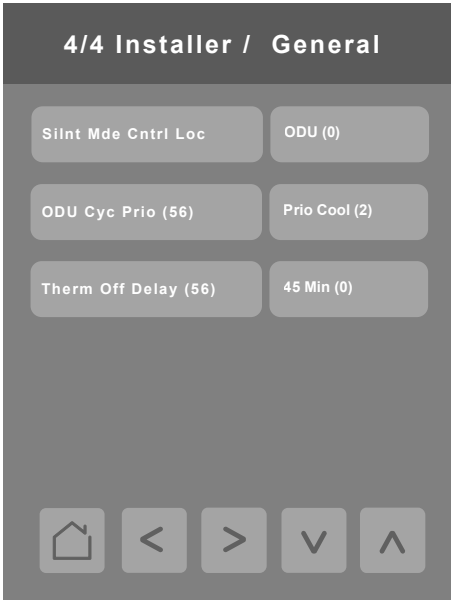 4/4 Installer / General
Silnt Mde Cntrl Loc
ODU (0)
ODU Cyc Prio (56)
Prio Cool (2)
Therm Off Delay (56)
45 Min (0)